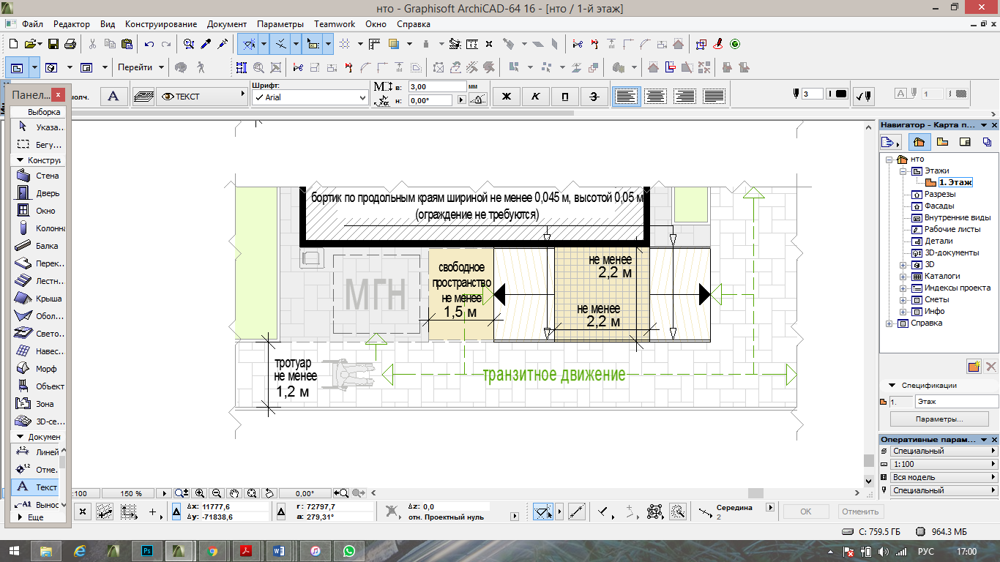 нто - Graphisoft ArchiCAD-64 16 - [нто / 1-й этаж]
Файл Редактор Вид Конструирование Документ Параметры Teamwork Окно Справка
Перейти
Панел...
молч.
ТЕКСТ
Шрифт:
Arial
в: 3,00 мм
н: 0,00°
Ж К П З
3
1
1
Выборка
Указа...
Бегу...
Констру
Стена
Дверь
Окно
Колонна
Балка
Перек...
Лестн...
Крыша
Обол...
Свето...
Навес...
Морф
Объект
Зона
3D-се...
Докумен
Линей
Отме.
Текст
Вынос
Еще
бортик по продольным краям шириной не менее 0,045 м, высотой 0,05 м
(ограждение не требуются)
МГН
свободное
пространство
не менее
1,5 м
не менее
2,2 м
не менее
2,2 м
тротуар
не менее
1,2 м
транзитное движение
Навигатор - Карта п...
нто
Этажи
1. Этаж
Разрезы
Фасады
Внутренние виды
Рабочие листы
Детали
3D-документы
3D
Каталоги
Индексы проекта
Сметы
Инфо
Справка
Спецификации
1. Этаж
Параметры...
Оперативные парам...
Специальный
1:100
Вся модель
Специальный
:100
150 %
0,00°
Δx: 11777,6
Δy: -71838,6
r: 72797,7
a: 279,31°
Δz: 0,0
отн. Проектный нуль
Середина
2
ОК
Отменить
C: 759.5 ГБ
964.3 МБ
РУС
17:00